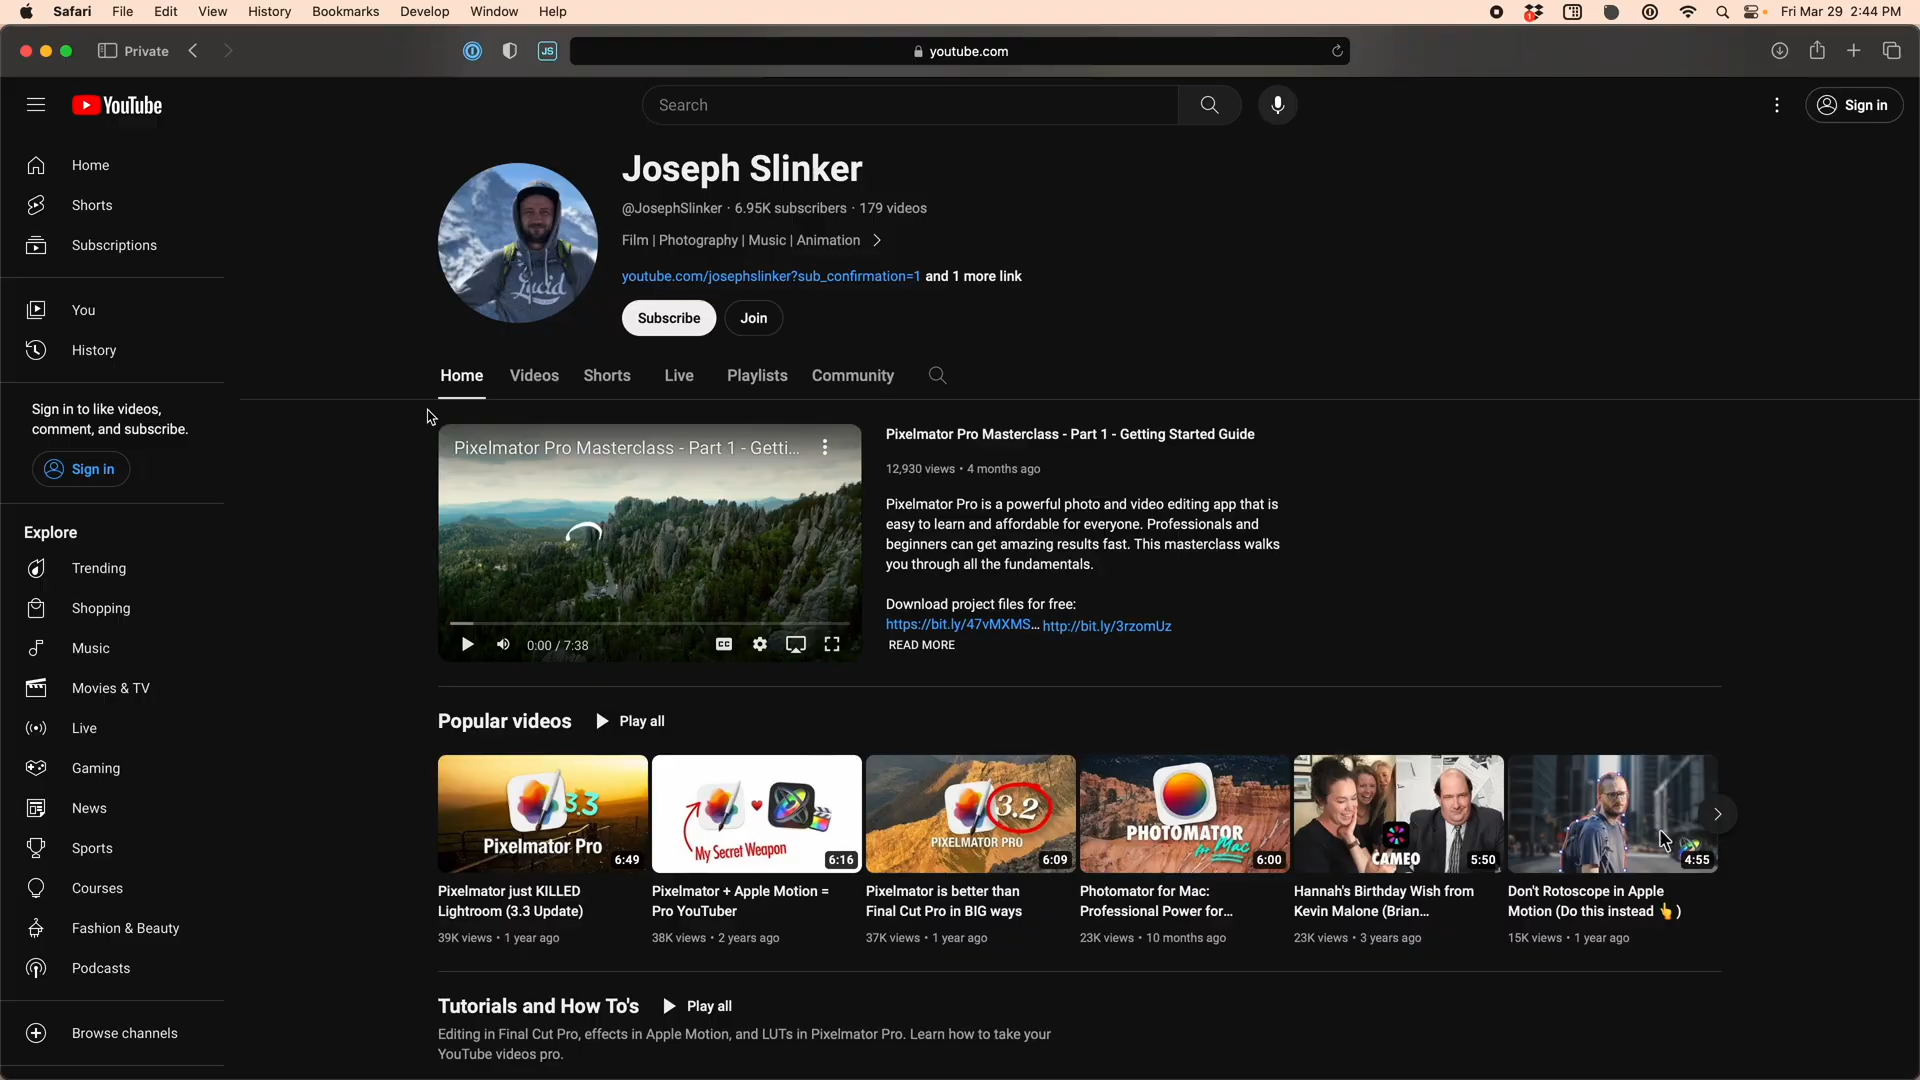 Safari File Edit View History Bookmarks Develop Window Help
Fri Mar 29 2:44 PM
Private
JS
youtube.com
YouTube
Search
Sign in
Home
Shorts
Subscriptions
You
History
Sign in to like videos,
comment, and subscribe.
Sign in
Explore
Trending
Shopping
Music
Movies & TV
Live
Gaming
News
Sports
Courses
Fashion & Beauty
Podcasts
Browse channels
Joseph Slinker
@JosephSlinker · 6.95K subscribers · 179 videos
Film | Photography | Music | Animation
youtube.com/josephslinker?sub_confirmation=1 and 1 more link
Subscribe Join
Lucid
Home Videos Shorts Live Playlists Community
Pixelmator Pro Masterclass - Part 1 - Getti...
0:00 / 7:38
CC
Pixelmator Pro Masterclass - Part 1 - Getting Started Guide
12,930 views • 4 months ago
Pixelmator Pro is a powerful photo and video editing app that is
easy to learn and affordable for everyone. Professionals and
beginners can get amazing results fast. This masterclass walks
you through all the fundamentals.
Download project files for free:
https://bit.ly/47vMXMS... http://bit.ly/3rzomUz
READ MORE
Popular videos Play all
3.3
Pixelmator Pro
6:49
Pixelmator just KILLED
Lightroom (3.3 Update)
39K views • 1 year ago
My Secret Weapon
6:16
Pixelmator + Apple Motion =
Pro YouTuber
38K views • 2 years ago
3.2
PIXELMATOR PRO
6:09
Pixelmator is better than
Final Cut Pro in BIG ways
37K views • 1 year ago
PHOTOMATOR
for Mac
6:00
Photomator for Mac:
Professional Power for...
23K views • 10 months ago
CAMEO
5:50
Hannah's Birthday Wish from
Kevin Malone (Brian...
23K views • 3 years ago
4:55
Don't Rotoscope in Apple
Motion (Do this instead 👆)
15K views • 1 year ago
Tutorials and How To's Play all
Editing in Final Cut Pro, effects in Apple Motion, and LUTs in Pixelmator Pro. Learn how to take your
YouTube videos pro.